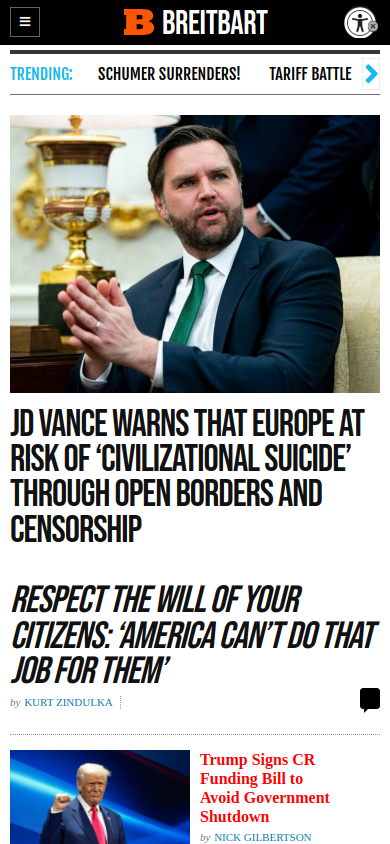 BREITBART
TRENDING:
SCHUMER SURRENDERS!
TARIFF BATTLE
JD VANCE WARNS THAT EUROPE AT
RISK OF ‘CIVILIZATIONAL SUICIDE’
THROUGH OPEN BORDERS AND
CENSORSHIP
RESPECT THE WILL OF YOUR
CITIZENS: ‘AMERICA CAN’T DO THAT
JOB FOR THEM’
by KURT ZINDULKA
Trump Signs CR
Funding Bill to
Avoid Government
Shutdown
by NICK GILBERTSON